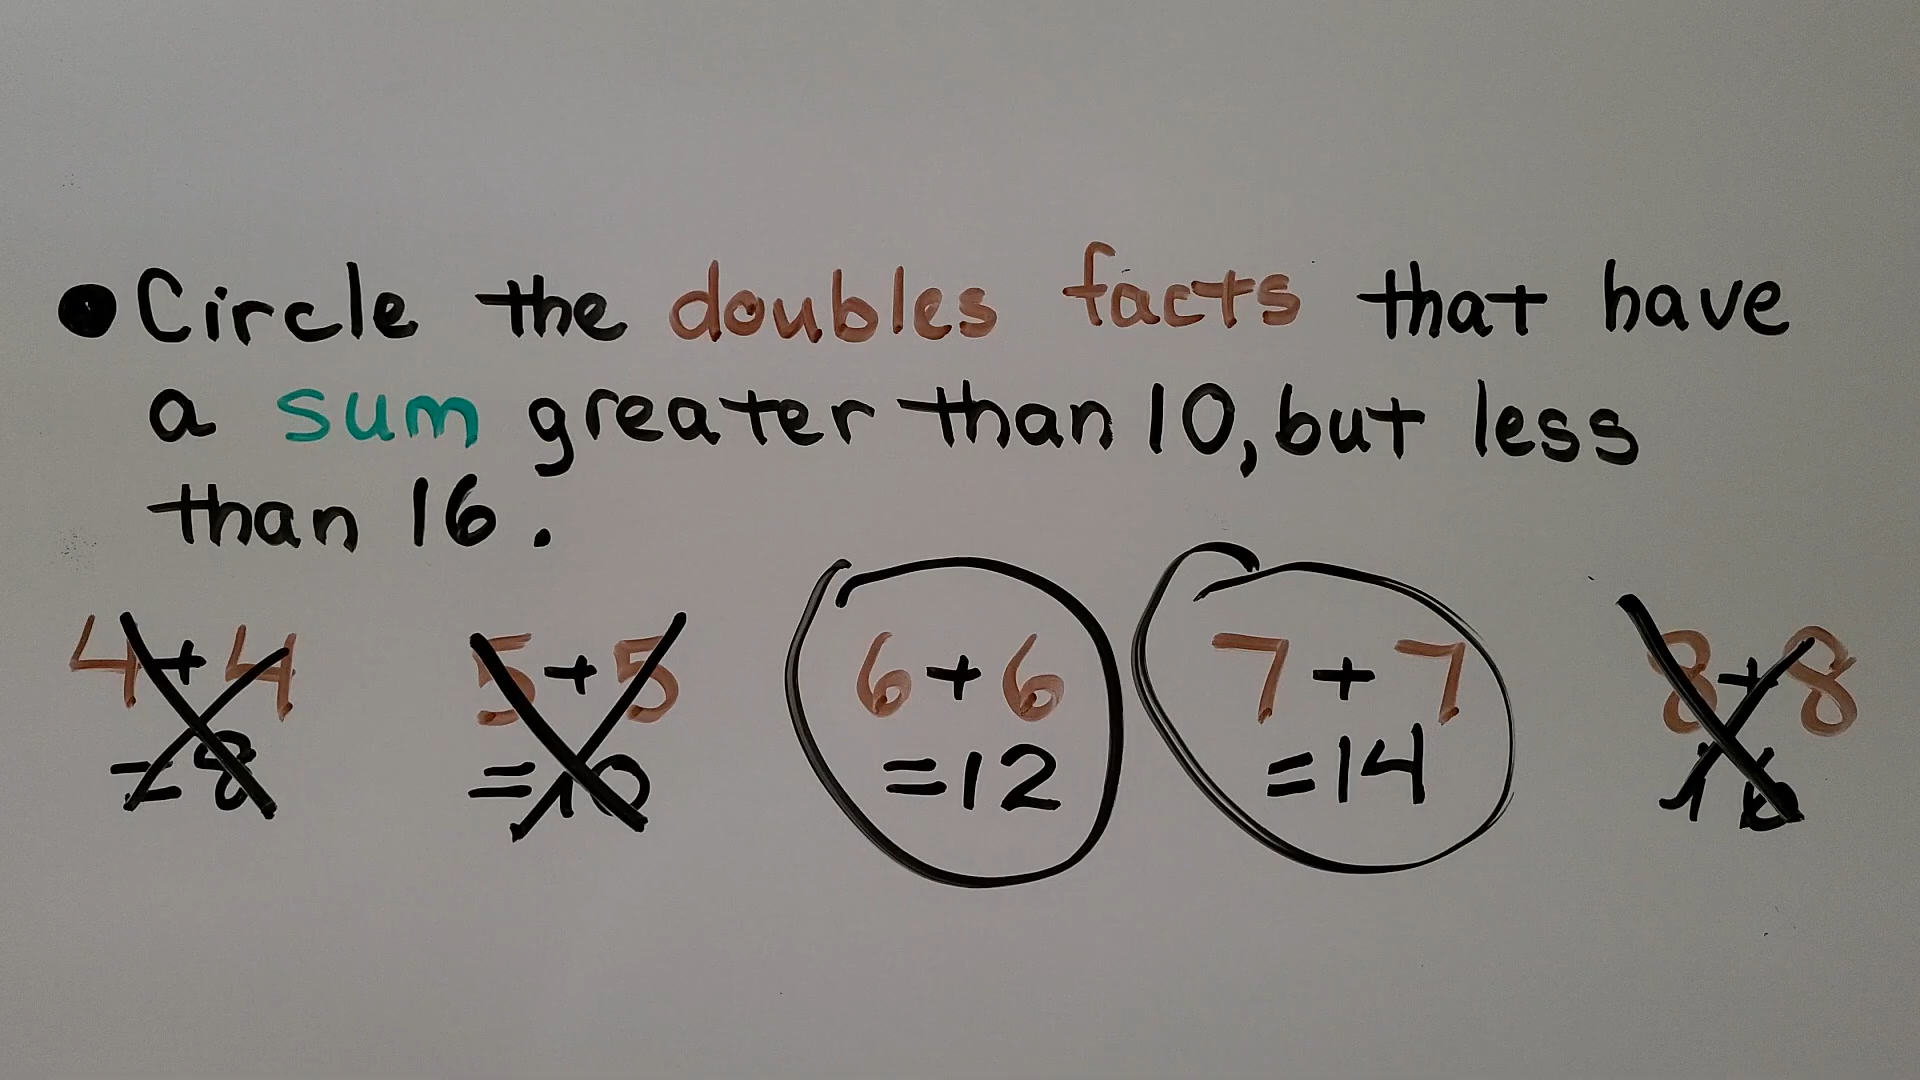 Circle the doubles facts that have
a sum greater than 10, but less
than 16.
4+4 5+5 6+6 7+7 8+8
=8 =10 =12 =14 16